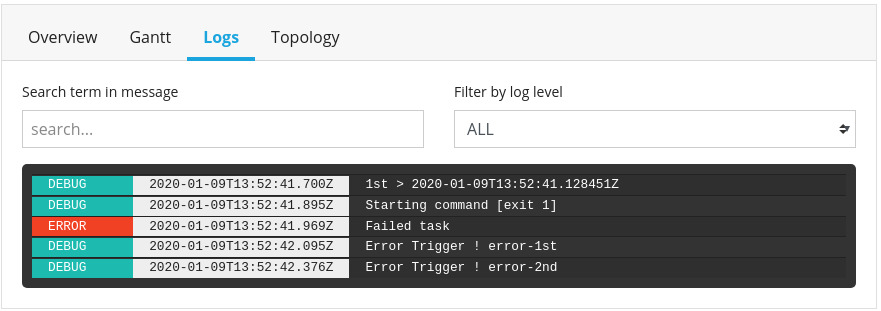 Overview Gantt Logs Topology
Search term in message Filter by log level
search... ALL
DEBUG 2020-01-09T13:52:41.700Z 1st > 2020-01-09T13:52:41.128451Z
DEBUG 2020-01-09T13:52:41.895Z Starting command [exit 1]
ERROR 2020-01-09T13:52:41.969Z Failed task
DEBUG 2020-01-09T13:52:42.095Z Error Trigger ! error-1st
DEBUG 2020-01-09T13:52:42.376Z Error Trigger ! error-2nd